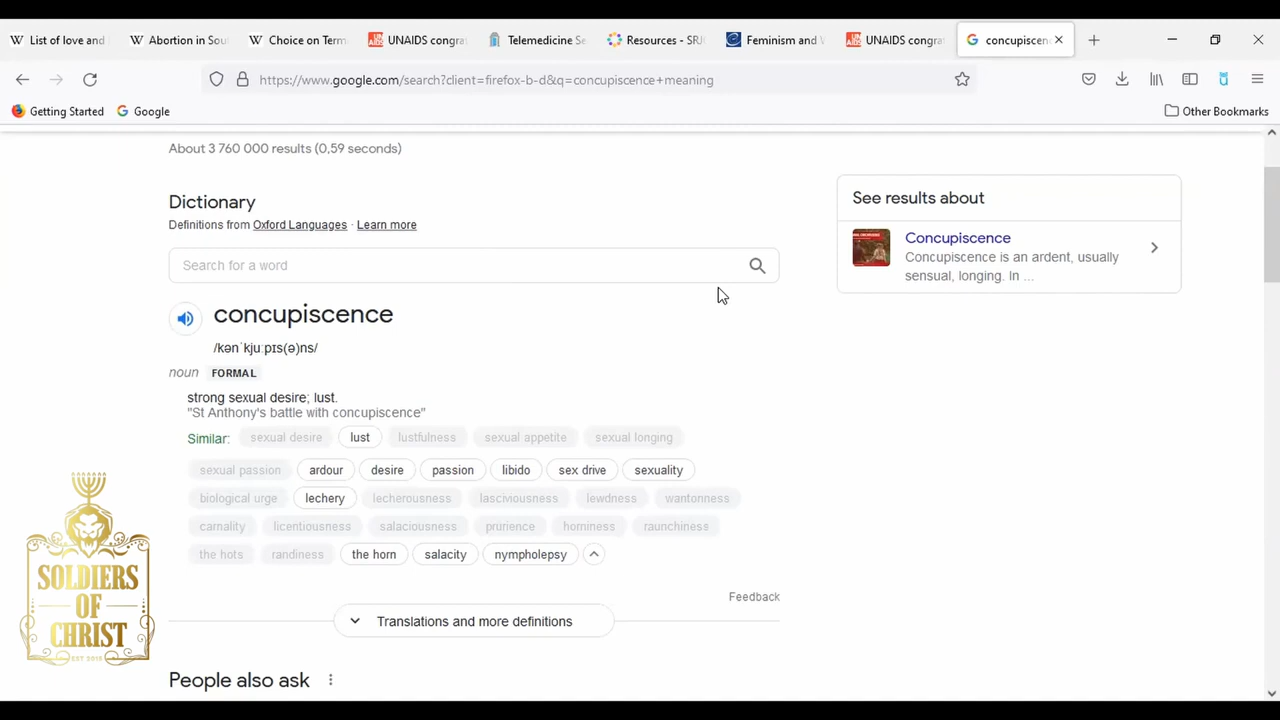 List of love and
Abortion in Sou
Choice on Term
UNAIDS congra
Telemedicine Se
Resources - SRH
Feminism and
UNAIDS congra
concupiscen
https://www.google.com/search?client=firefox-b-d&q=concupiscence+meaning
Getting Started
Google
Other Bookmarks
About 3 760 000 results (0,59 seconds)
Dictionary
Definitions from Oxford Languages · Learn more
Search for a word
concupiscence
/kənˈkjuːpɪs(ə)ns/
noun FORMAL
strong sexual desire; lust.
"St Anthony's battle with concupiscence"
Similar: sexual desire lust lustfulness sexual appetite sexual longing
sexual passion ardour desire passion libido sex drive sexuality
biological urge lechery lecherousness lasciviousness lewdness wantonness
carnality licentiousness salaciousness prurience horniness raunchiness
the hots randiness the horn salacity nympholepsy
Feedback
Translations and more definitions
People also ask
See results about
Concupiscence
Concupiscence is an ardent, usually
sensual, longing. In ...
SOLDIERS
OF
CHRIST